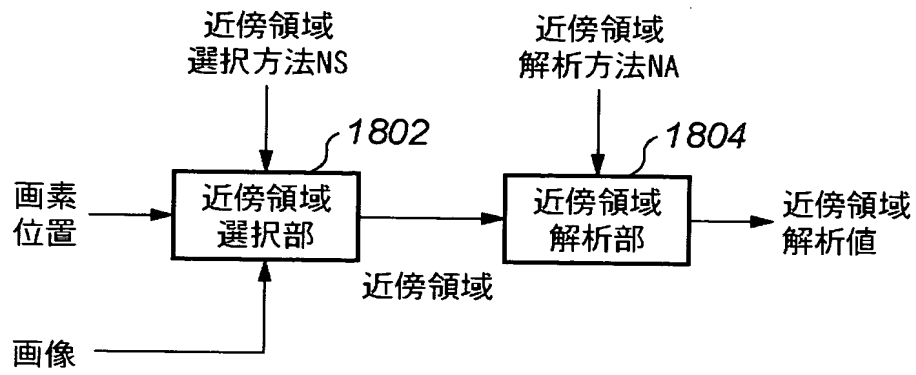 近傍領域
選択方法NS
近傍領域
解析方法NA
1802
1804
画素
位置
近傍領域
選択部
近傍領域
解析部
近傍領域
解析値
近傍領域
画像